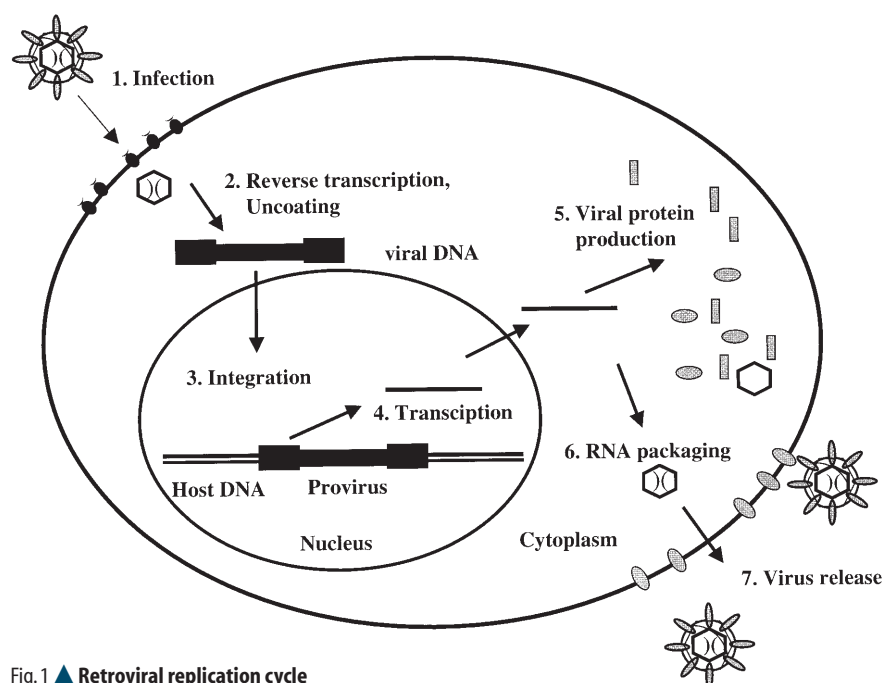 1. Infection
2. Reverse transcription,
Uncoating
viral DNA
3. Integration
4. Transciption
5. Viral protein
production
6. RNA packaging
Host DNA
Provirus
Nucleus
Cytoplasm
7. Virus release
Fig. 1 ▲ Retroviral replication cycle